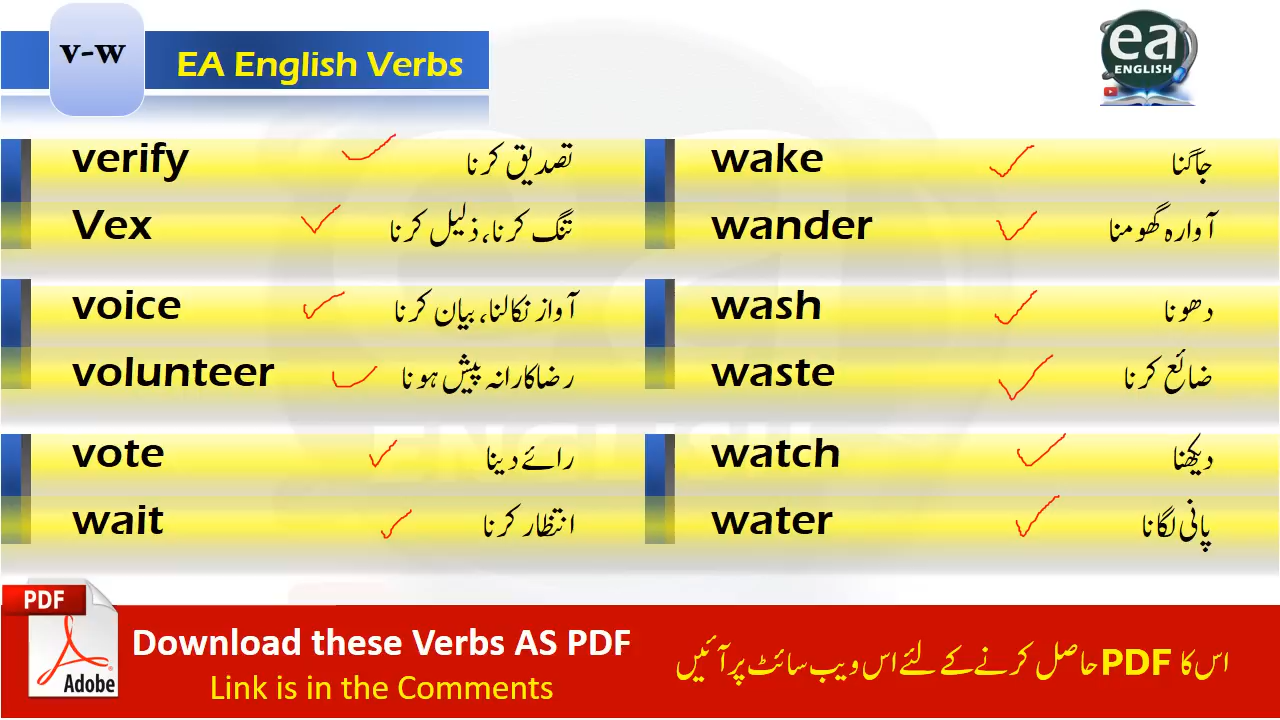 v-w
EA English Verbs
ea
ENGLISH
verify تصدیق کرنا
Vex تنگ کرنا، ذلیل کرنا
voice آواز نکالنا، بیان کرنا
volunteer رضاکارانہ پیش ہونا
vote رائے دینا
wait انتظار کرنا
wake جاگنا
wander آوارہ گھومنا
wash دھونا
waste ضائع کرنا
watch دیکھنا
water پانی لگانا
PDF
Adobe
Download these Verbs AS PDF
Link is in the Comments
اس کا PDF حاصل کرنے کے لئے اس ویب سائٹ پر آئیں